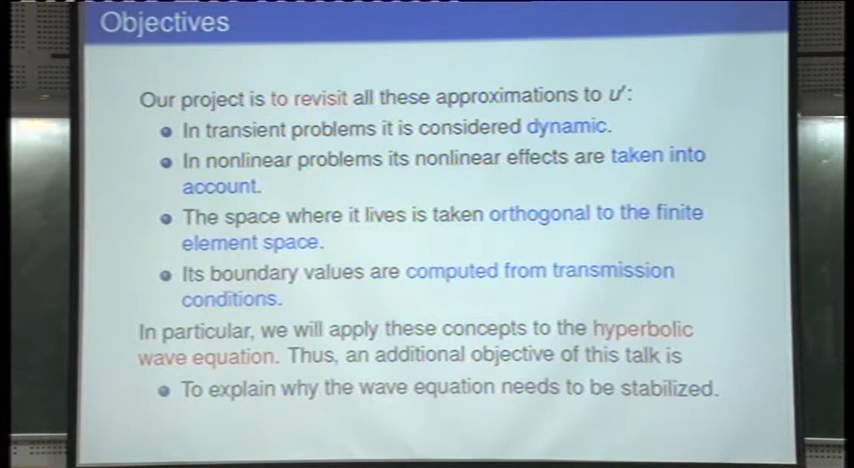 Objectives
Our project is to revisit all these approximations to u':
In transient problems it is considered dynamic.
In nonlinear problems its nonlinear effects are taken into
account.
The space where it lives is taken orthogonal to the finite
element space.
Its boundary values are computed from transmission
conditions.
In particular, we will apply these concepts to the hyperbolic
wave equation. Thus, an additional objective of this talk is
To explain why the wave equation needs to be stabilized.